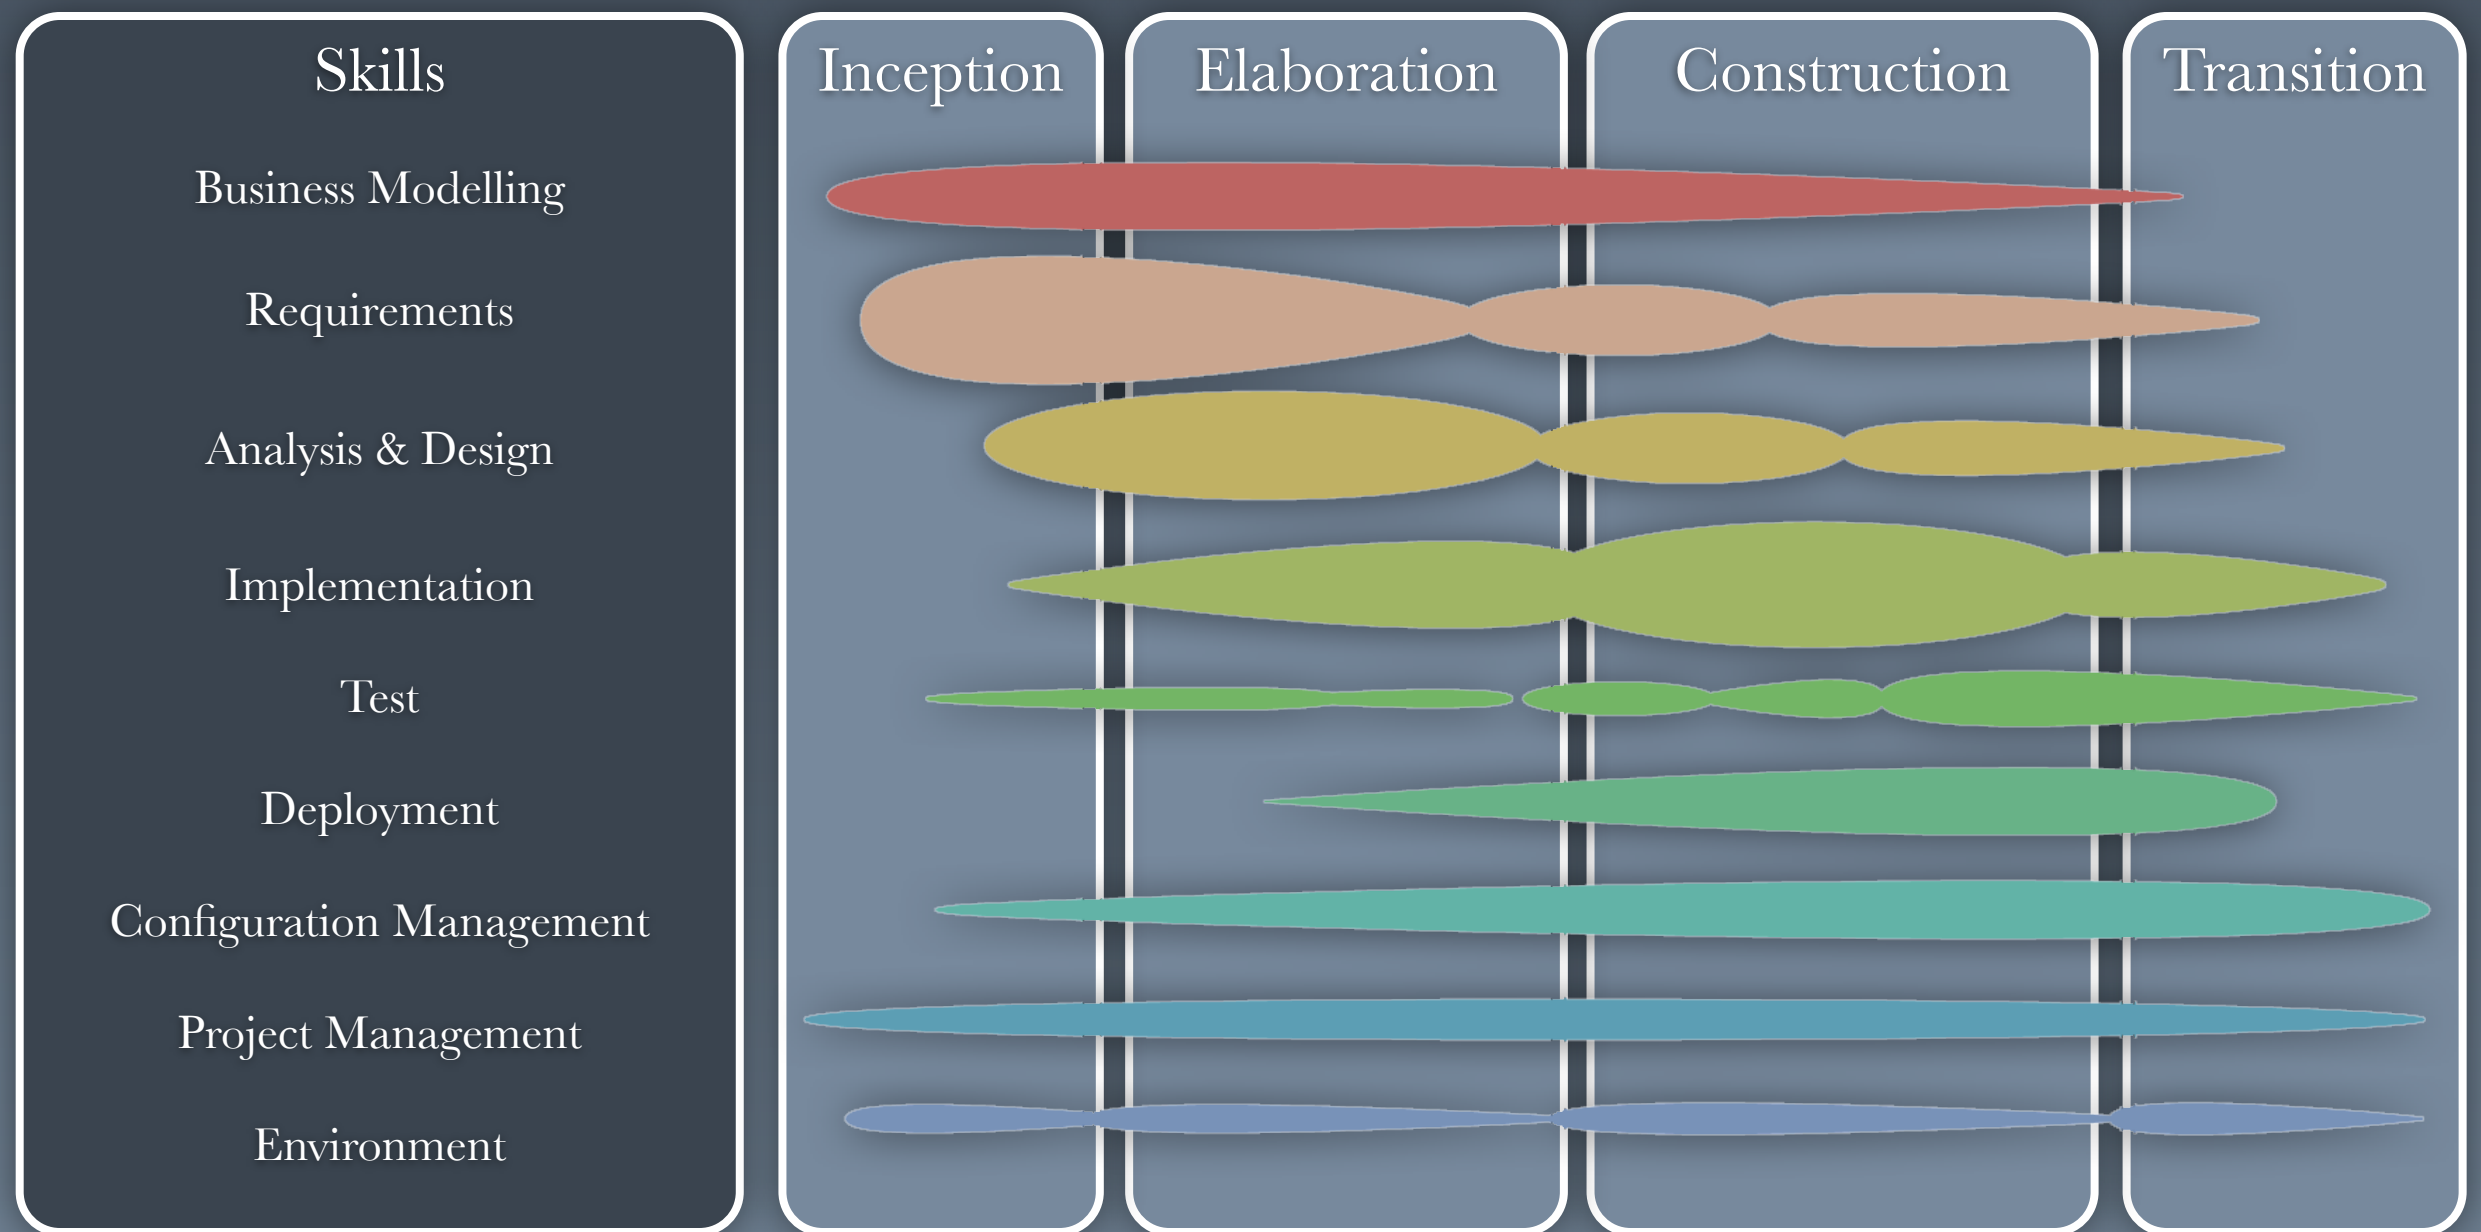 Skills
Inception
Elaboration
Construction
Transition
Business Modelling
Requirements
Analysis & Design
Implementation
Test
Deployment
Configuration Management
Project Management
Environment